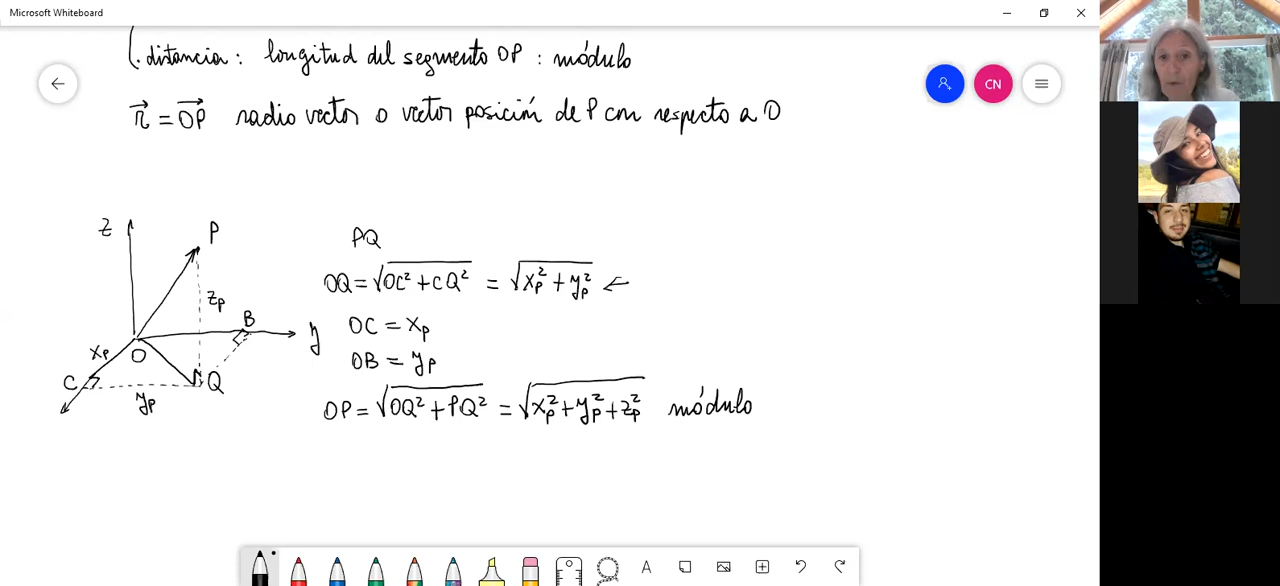 Microsoft Whiteboard
(. distancia : longitud del segmento OP : módulo
CN
r⃗ = OP⃗ radio vector o vector posición de P con respecto a O
Z
P
PQ
OQ = √OC² + CQ² = √xₚ² + yₚ² ←
zₚ
B
OC = xₚ
y
xₚ
O
OB = yₚ
C
Q
yₚ
OP = √OQ² + PQ² = √xₚ² + yₚ² + zₚ² módulo
A